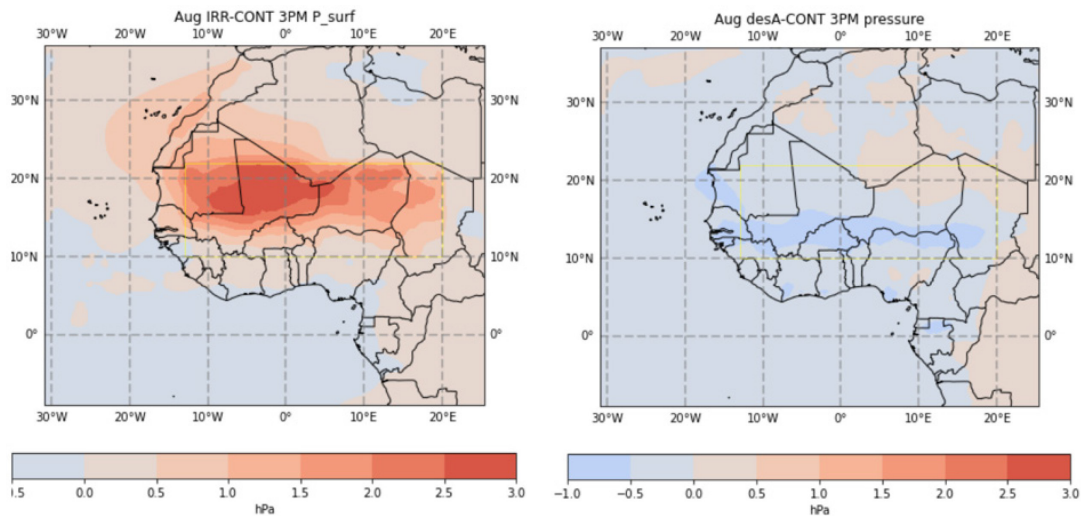 Aug IRR-CONT 3PM P_surf
30°W 20°W 10°W 0° 10°E 20°E
30°N
20°N
10°N
0°
30°W 20°W 10°W 0° 10°E 20°E
.5 0.0 0.5 1.0 1.5 2.0 2.5 3.0
hPa
Aug desA-CONT 3PM pressure
30°W 20°W 10°W 0° 10°E 20°E
30°N 30°N
20°N 20°N
10°N 10°N
0° 0°
30°W 20°W 10°W 0° 10°E 20°E
−1.0 −0.5 0.0 0.5 1.0 1.5 2.0 2.5 3.0
hPa